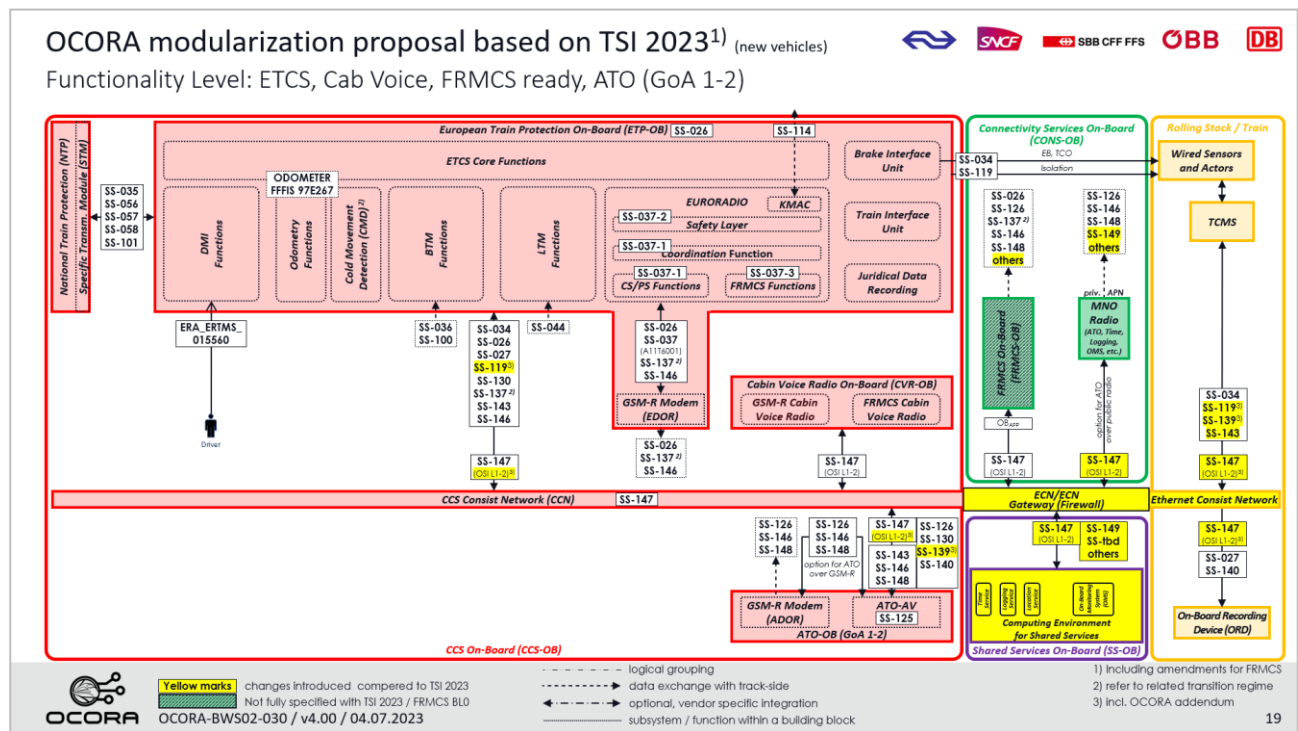 OCORA modularization proposal based on TSI 2023¹⁾ (new vehicles)
Functionality Level: ETCS, Cab Voice, FRMCS ready, ATO (GoA 1-2)
SNCF
SBB CFF FFS
ÖBB
DB
National Train Protection (NTP)
Specific Transm. Module (STM)
SS-035
SS-056
SS-057
SS-058
SS-101
European Train Protection On-Board (ETP-OB)
SS-026
SS-114
ETCS Core Functions
ODOMETER
FFFIS 97E267
DMI
Functions
Odometry
Functions
Cold Movement
Detection (CMD)²⁾
BTM
Functions
LTM
Functions
EURORADIO
KMAC
SS-037-2
Safety Layer
SS-037-1
Coordination Function
SS-037-1
CS/PS Functions
SS-037-3
FRMCS Functions
Brake Interface
Unit
Train Interface
Unit
Juridical Data
Recording
ERA_ERTMS_
015560
Driver
SS-036
SS-100
SS-034
SS-026
SS-027
SS-119³⁾
SS-130
SS-137²⁾
SS-143
SS-146
SS-147
(OSI L1-2)³⁾
SS-044
SS-026
SS-037
(A11T6001)
SS-137²⁾
SS-146
GSM-R Modem
(EDOR)
SS-026
SS-137²⁾
SS-146
Cabin Voice Radio On-Board (CVR-OB)
GSM-R Cabin
Voice Radio
FRMCS Cabin
Voice Radio
SS-147
(OSI L1-2)
CCS Consist Network (CCN)
SS-147
SS-126
SS-146
SS-148
SS-126
SS-146
SS-148
option for ATO
over GSM-R
SS-147
(OSI L1-2)³⁾
SS-143
SS-146
SS-148
SS-126
SS-130
SS-139³⁾
SS-140
GSM-R Modem
(ADOR)
ATO-AV
SS-125
ATO-OB (GoA 1-2)
CCS On-Board (CCS-OB)
Connectivity Services On-Board
(CONS-OB)
SS-034
SS-119
EB, TCO
Isolation
SS-026
SS-126
SS-137²⁾
SS-146
SS-148
others
SS-126
SS-146
SS-148
SS-149
others
priv. APN
FRMCS On-Board
(FRMCS-OB)
MNO
Radio
(ATO, Time,
Logging,
OMS, etc.)
OBAPP
option for ATO
over public radio
SS-147
(OSI L1-2)
SS-147
(OSI L1-2)
ECN/ECN
Gateway (Firewall)
SS-147
(OSI L1-2)
SS-149
SS-tbd
others
Time
Service
Logging
Service
Location
Service
On-Board
Monitoring
System
(OMS)
Computing Environment
for Shared Services
Shared Services On-Board (SS-OB)
Rolling Stock / Train
Wired Sensors
and Actors
TCMS
SS-034
SS-119³⁾
SS-139³⁾
SS-143
SS-147
(OSI L1-2)³⁾
Ethernet Consist Network
SS-147
(OSI L1-2)³⁾
SS-027
SS-140
On-Board Recording
Device (ORD)
OCORA
Yellow marks changes introduced compered to TSI 2023
Not fully specified with TSI 2023 / FRMCS BL0
OCORA-BWS02-030 / v4.00 / 04.07.2023
logical grouping
data exchange with track-side
optional, vendor specific integration
subsystem / function within a building block
1) Including amendments for FRMCS
2) refer to related transition regime
3) incl. OCORA addendum
19